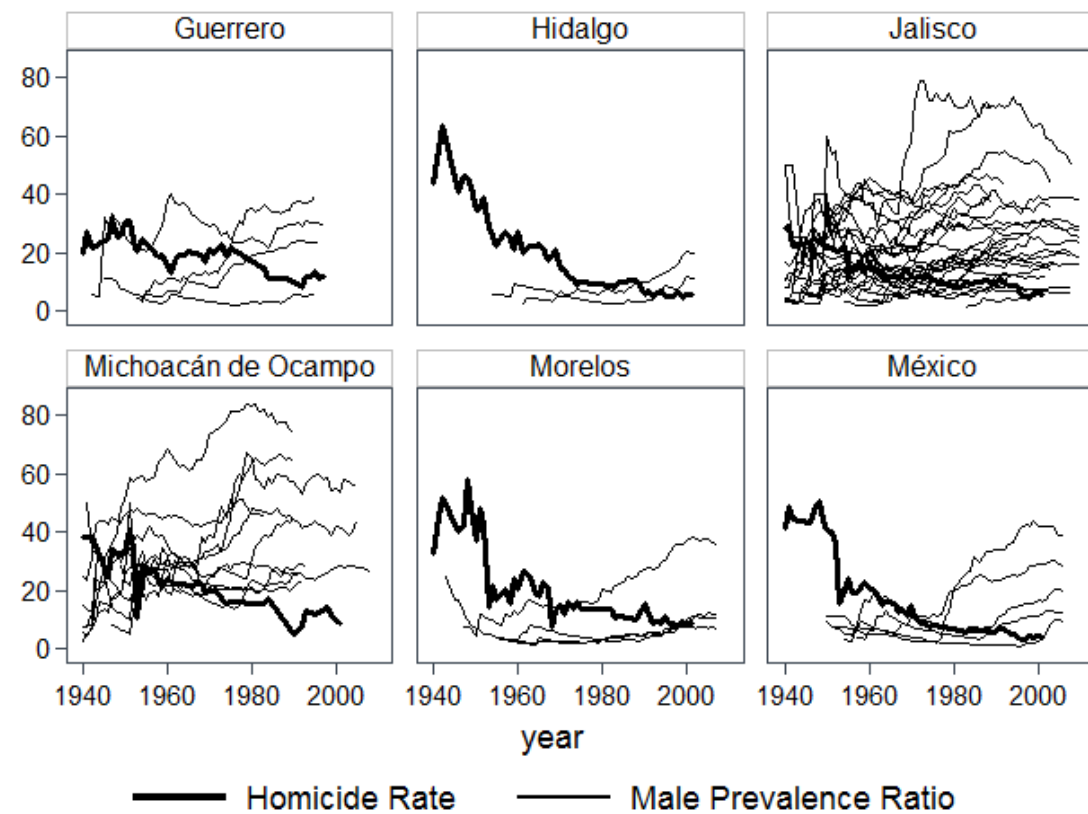 Guerrero Hidalgo Jalisco
80
60
40
20
0
Michoacán de Ocampo Morelos México
80
60
40
20
0
1940 1960 1980 2000 1940 1960 1980 2000 1940 1960 1980 2000
year
Homicide Rate Male Prevalence Ratio